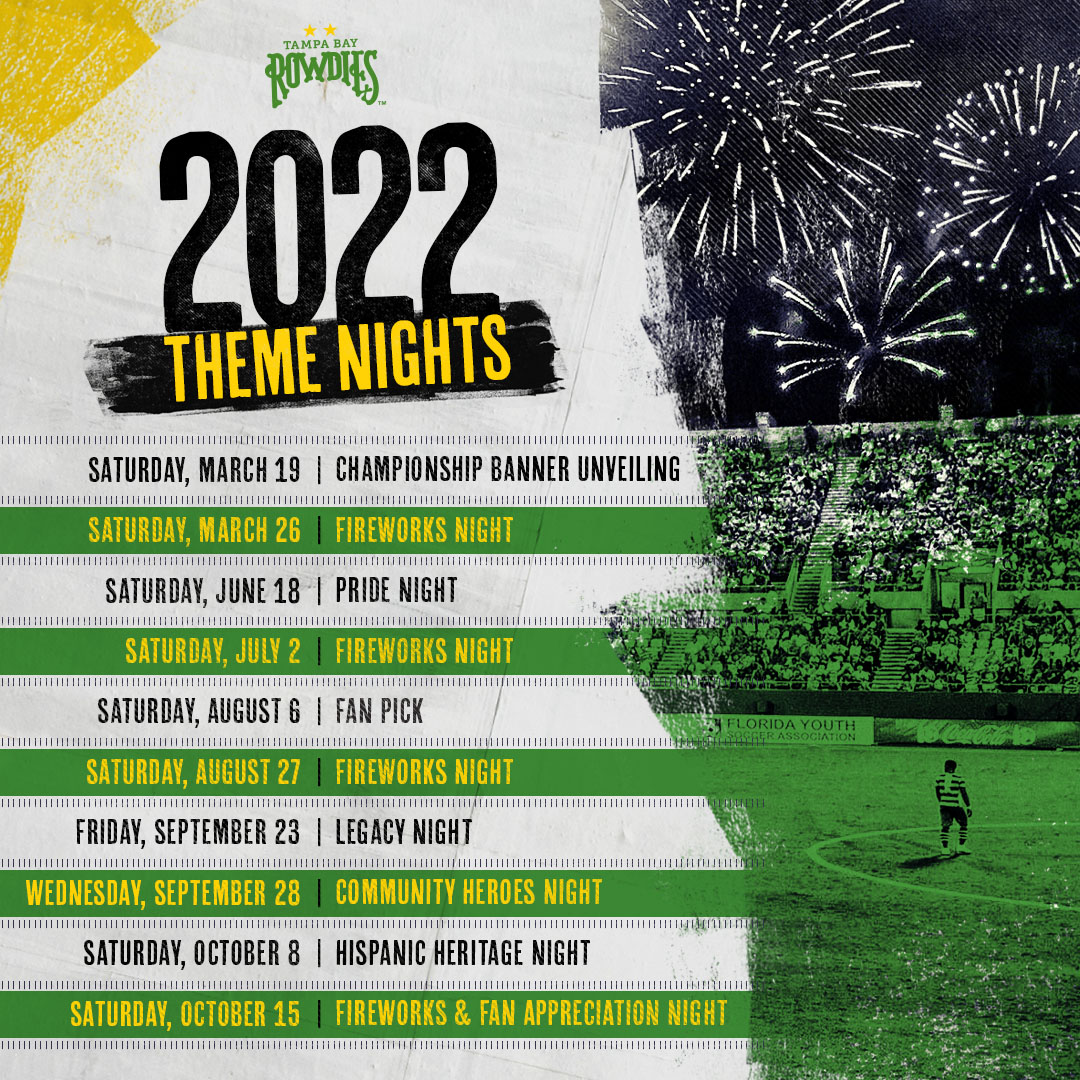 TAMPA BAY
ROWDIES
™
2022
THEME NIGHTS
SATURDAY, MARCH 19 | CHAMPIONSHIP BANNER UNVEILING
SATURDAY, MARCH 26 | FIREWORKS NIGHT
SATURDAY, JUNE 18 | PRIDE NIGHT
SATURDAY, JULY 2 | FIREWORKS NIGHT
SATURDAY, AUGUST 6 | FAN PICK
SATURDAY, AUGUST 27 | FIREWORKS NIGHT
FRIDAY, SEPTEMBER 23 | LEGACY NIGHT
WEDNESDAY, SEPTEMBER 28 | COMMUNITY HEROES NIGHT
SATURDAY, OCTOBER 8 | HISPANIC HERITAGE NIGHT
SATURDAY, OCTOBER 15 | FIREWORKS & FAN APPRECIATION NIGHT
FLORIDA YOUTH
SOCCER ASSOCIATION